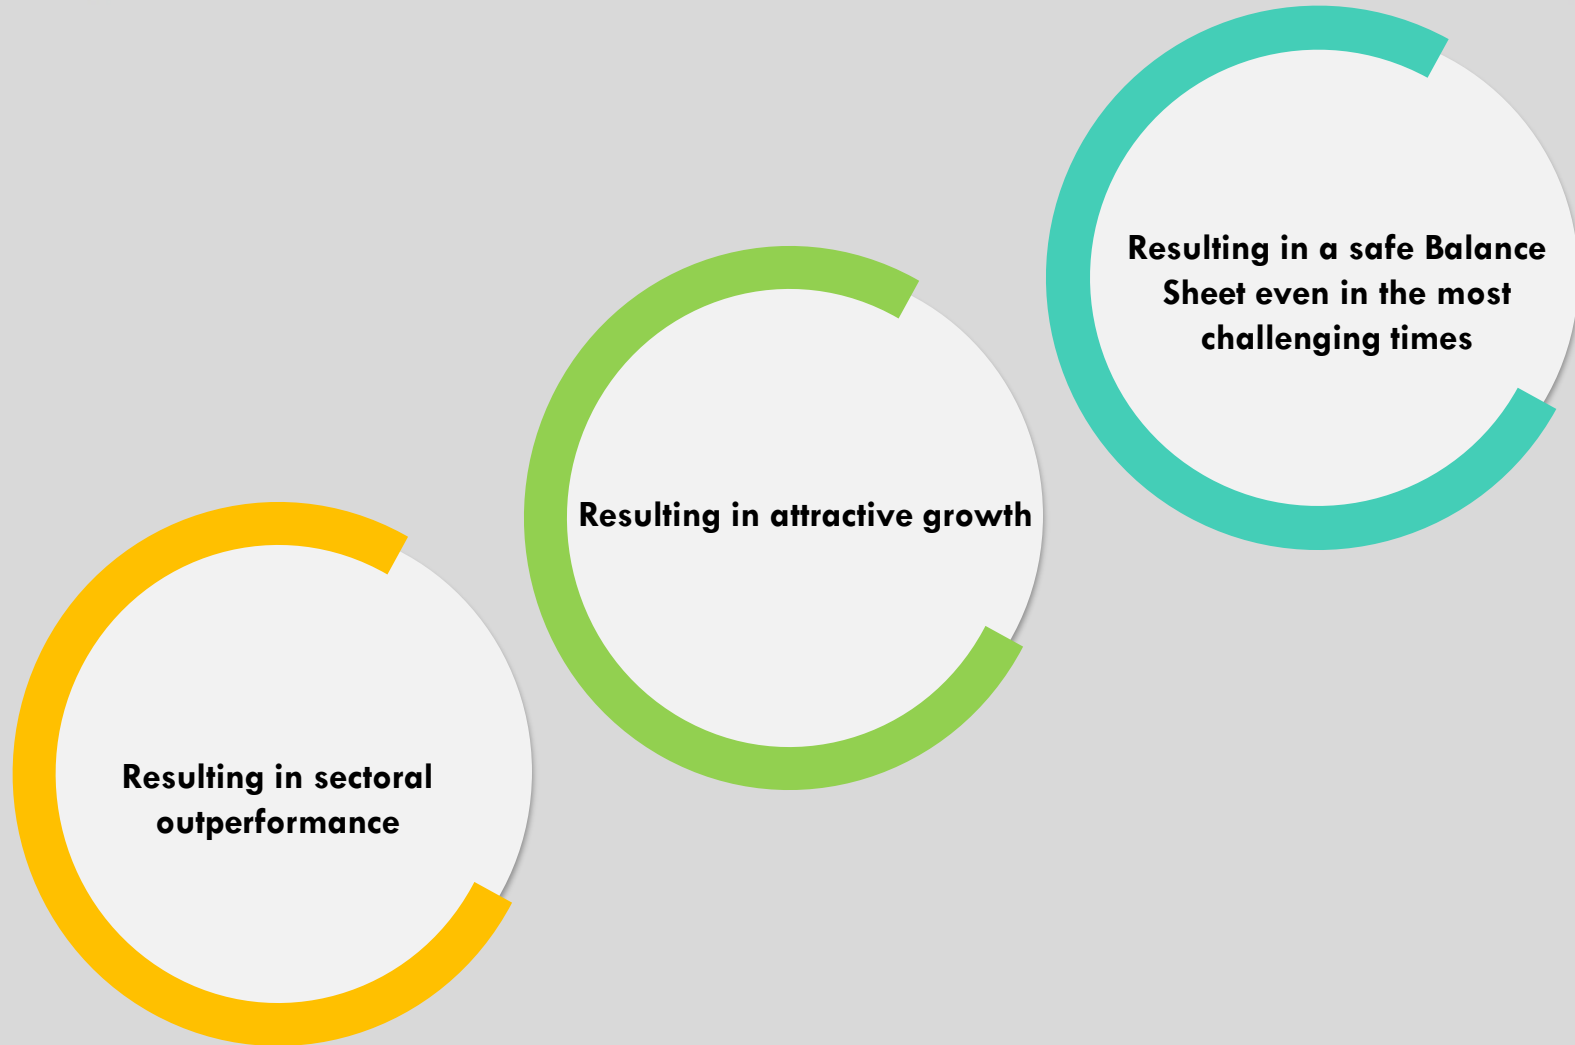 Resulting in a safe Balance
Sheet even in the most
challenging times
Resulting in attractive growth
Resulting in sectoral
outperformance